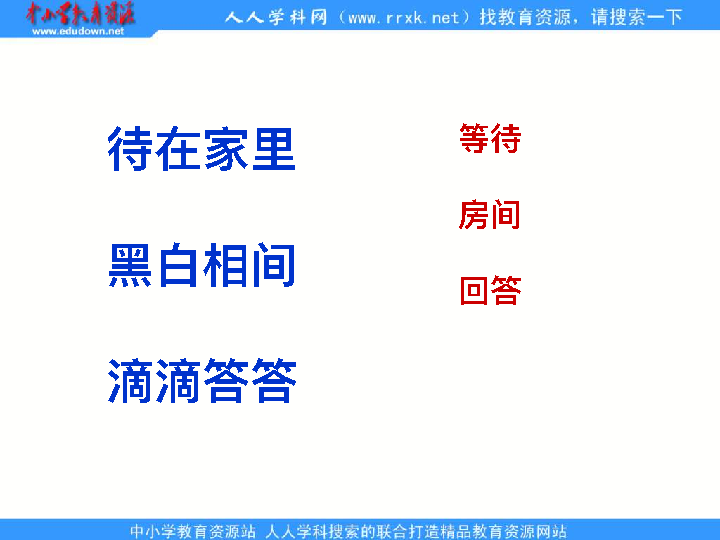 中小学教育资源
www.edudown.net
人人学科网（www.rrxk.net）找教育资源，请搜索一下
待在家里
等待
房间
黑白相间
回答
滴滴答答
中小学教育资源站 人人学科搜索的联合打造精品教育资源网站